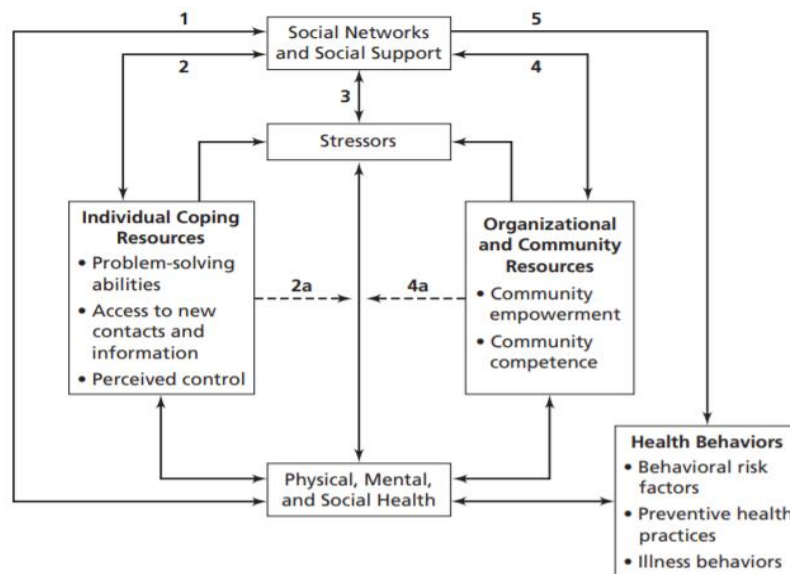 1
5
Social Networks
and Social Support
2
4
3
Stressors
Individual Coping
Resources
• Problem-solving
abilities
• Access to new
contacts and
information
• Perceived control
2a
4a
Organizational
and Community
Resources
• Community
empowerment
• Community
competence
Physical, Mental,
and Social Health
Health Behaviors
• Behavioral risk
factors
• Preventive health
practices
• Illness behaviors